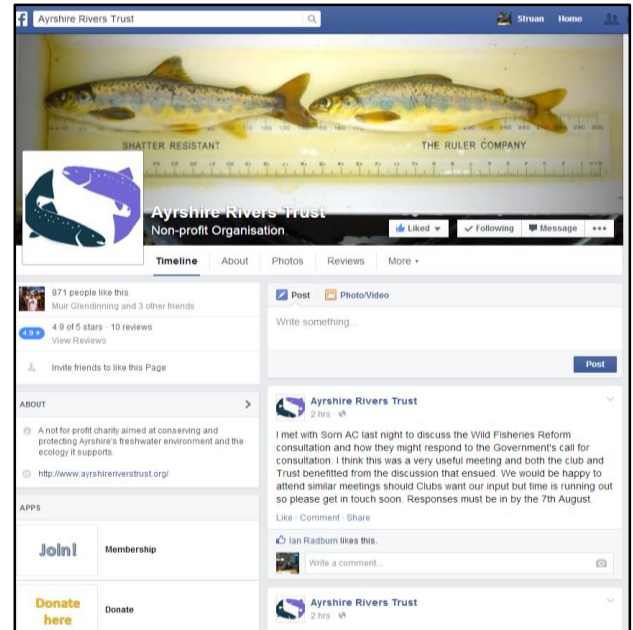 f Ayrshire Rivers Trust Struan Home
SHATTER RESISTANT THE RULER COMPANY
Ayrshire Rivers Trust
Non-profit Organisation Liked Following Message
Timeline About Photos Reviews More
871 people like this
Muir Glendinning and 3 other friends
4.9 ★ 4.9 of 5 stars · 10 reviews
View Reviews
Invite friends to like this Page
ABOUT
A not for profit charity aimed at conserving and
protecting Ayrshire's freshwater environment and the
ecology it supports.
http://www.ayrshireriverstrust.org/
APPS
Join! Membership
Donate
here Donate
Post Photo/Video
Write something...
Post
Ayrshire Rivers Trust
2 hrs ·
I met with Sorn AC last night to discuss the Wild Fisheries Reform
consultation and how they might respond to the Government's call for
consultation. I think this was a very useful meeting and both the club and
Trust benefitted from the discussion that ensued. We would be happy to
attend similar meetings should Clubs want our input but time is running out
so please get in touch soon. Responses must be in by the 7th August.
Like · Comment · Share
Ian Radburn likes this.
Write a comment...
Ayrshire Rivers Trust
2 hrs ·